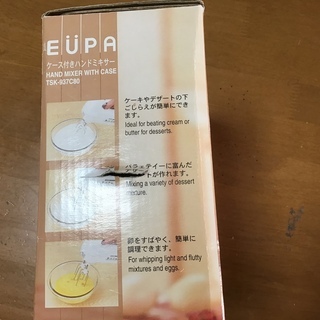 EUPA
ケース付きハンドミキサー
HAND MIXER WITH CASE
TSK-937C80
ケーキやデザートの下
ごしらえが簡単にでき
ます。
Ideal for beating cream or
butter for desserts.
バラエテイーに富んだ
ートが作れます。
Mixing a variety of dessert
卵をすばやく、簡単に
調理できます。
For whipping light and fluffy
mixtures and eggs.